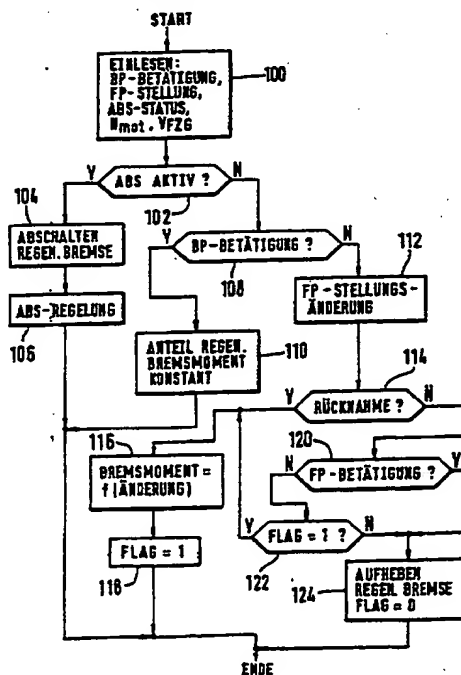 START
EINLESEN:
BP-BETÄTIGUNG,
FP-STELLUNG,
ABS-STATUS,
Nmot. VFZG
100
Y
ABS AKTIV ?
N
102
104
ABSCHALTEN
REGEN. BREMSE
Y
BP-BETÄTIGUNG ?
N
108
112
FP-STELLUNGS-
ÄNDERUNG
ABS-REGELUNG
106
ANTEIL REGEN.
BREMSMOMENT
KONSTANT
110
114
Y
RÜCKNAHME ?
N
116
BREMSMOMENT =
f(ÄNDERUNG)
120
N
FP-BETÄTIGUNG ?
Y
Y
FLAG = 1 ?
N
122
FLAG = 1
118
124
AUFHEBEN
REGEN. BREMSE
FLAG = 0
ENDE